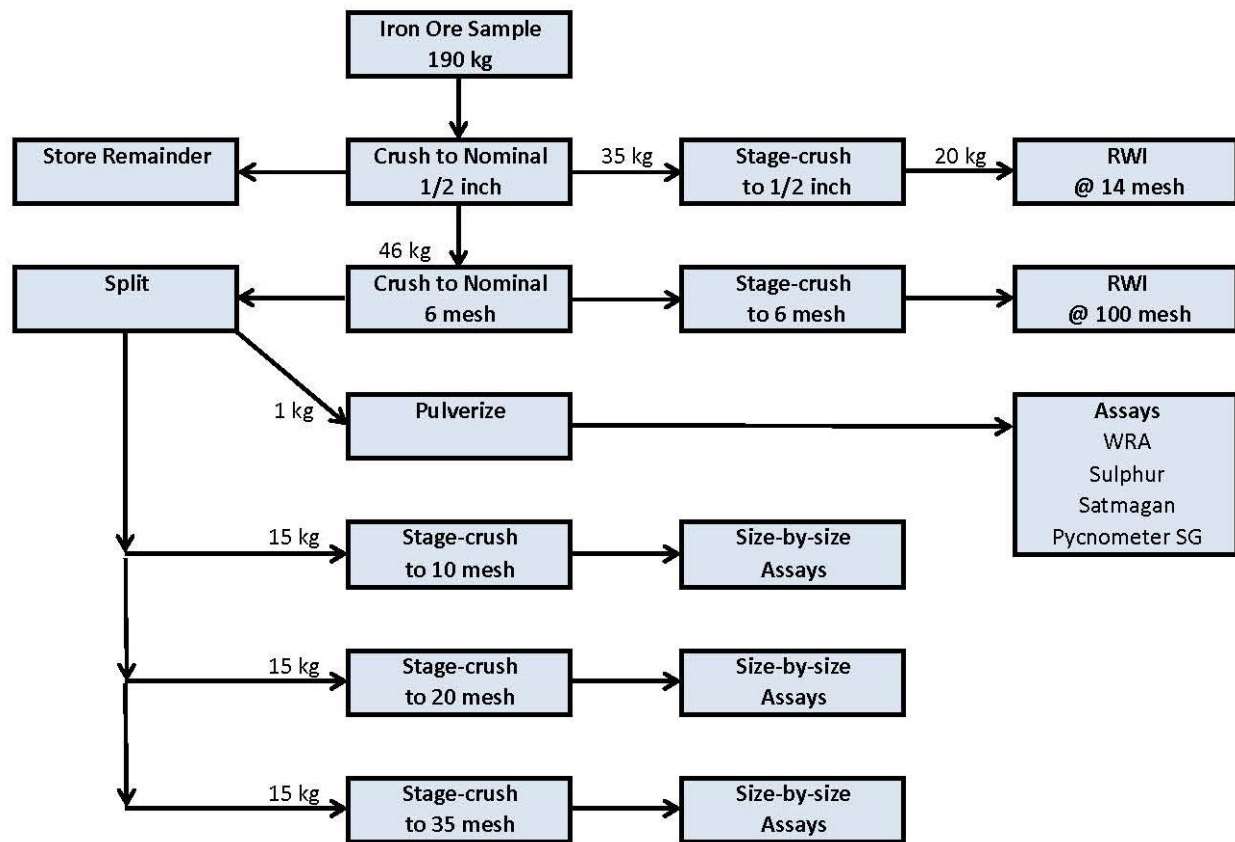 Iron Ore Sample
190 kg
Store Remainder
Crush to Nominal
1/2 inch
35 kg
Stage-crush
to 1/2 inch
20 kg
RWI
@ 14 mesh
46 kg
Split
Crush to Nominal
6 mesh
Stage-crush
to 6 mesh
RWI
@ 100 mesh
1 kg
Pulverize
Assays
WRA
Sulphur
Satmagan
Pycnometer SG
15 kg
Stage-crush
to 10 mesh
Size-by-size
Assays
15 kg
Stage-crush
to 20 mesh
Size-by-size
Assays
15 kg
Stage-crush
to 35 mesh
Size-by-size
Assays